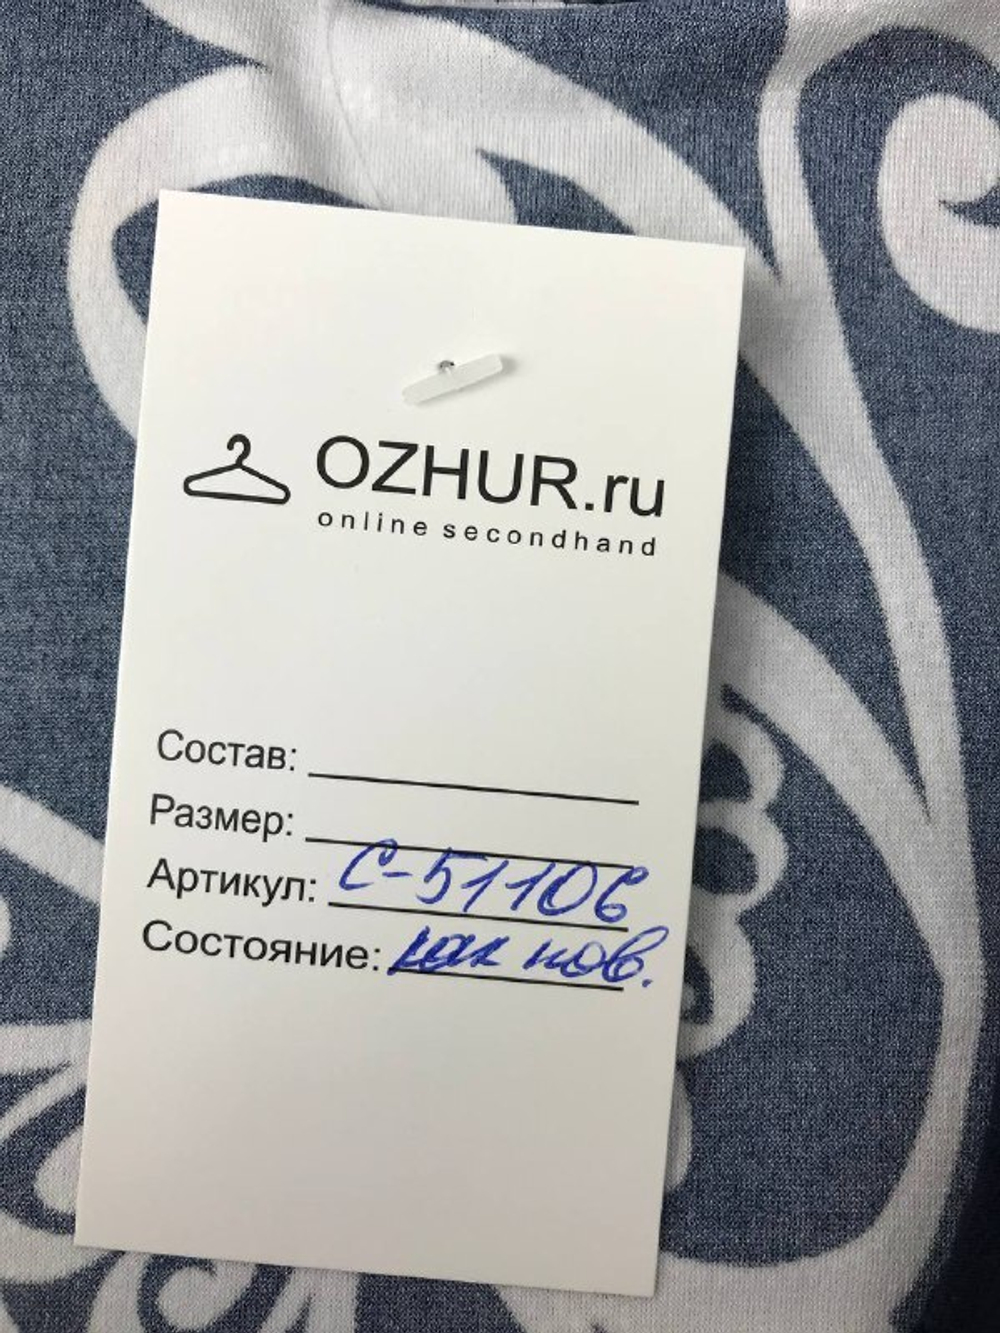 OZHUR.ru
online secondhand
Состав:
Размер:
Артикул: С-51106
Состояние: как нов.